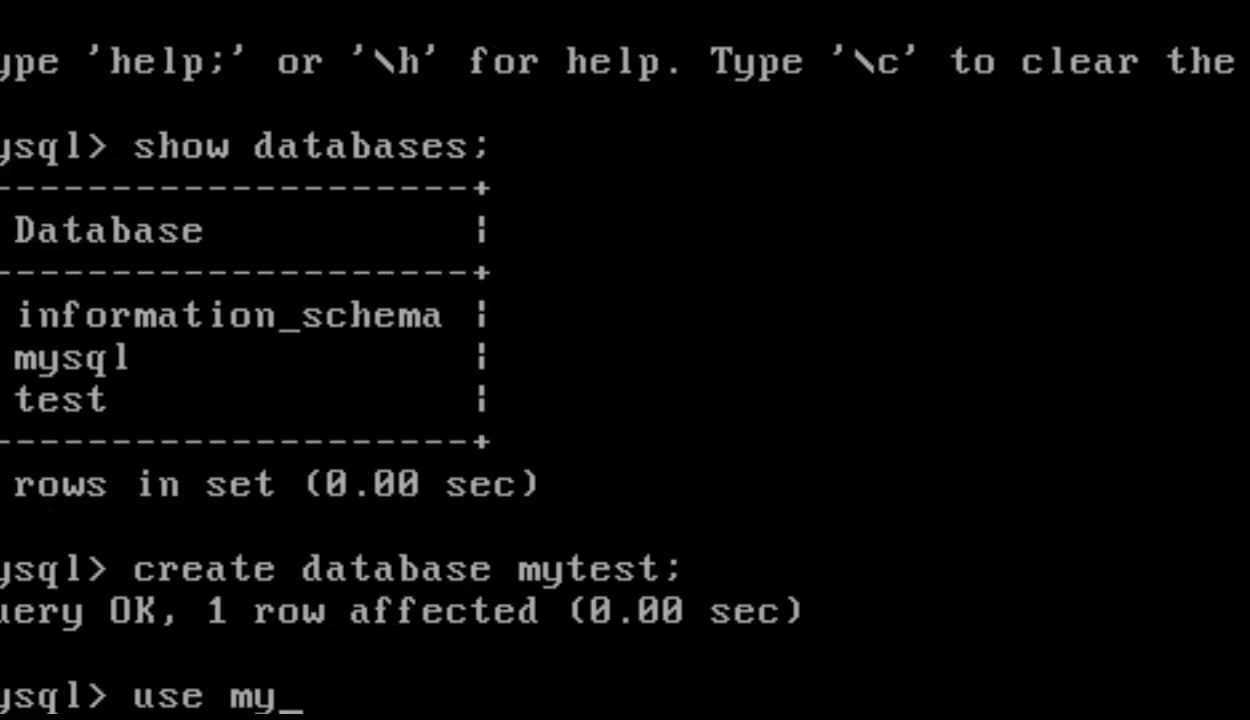 ype 'help;' or '\h' for help. Type '\c' to clear the
ysql> show databases;
-------------------+
Database |
-------------------+
information_schema |
mysql |
test |
-------------------+
rows in set (0.00 sec)
ysql> create database mytest;
uery OK, 1 row affected (0.00 sec)
ysql> use my_